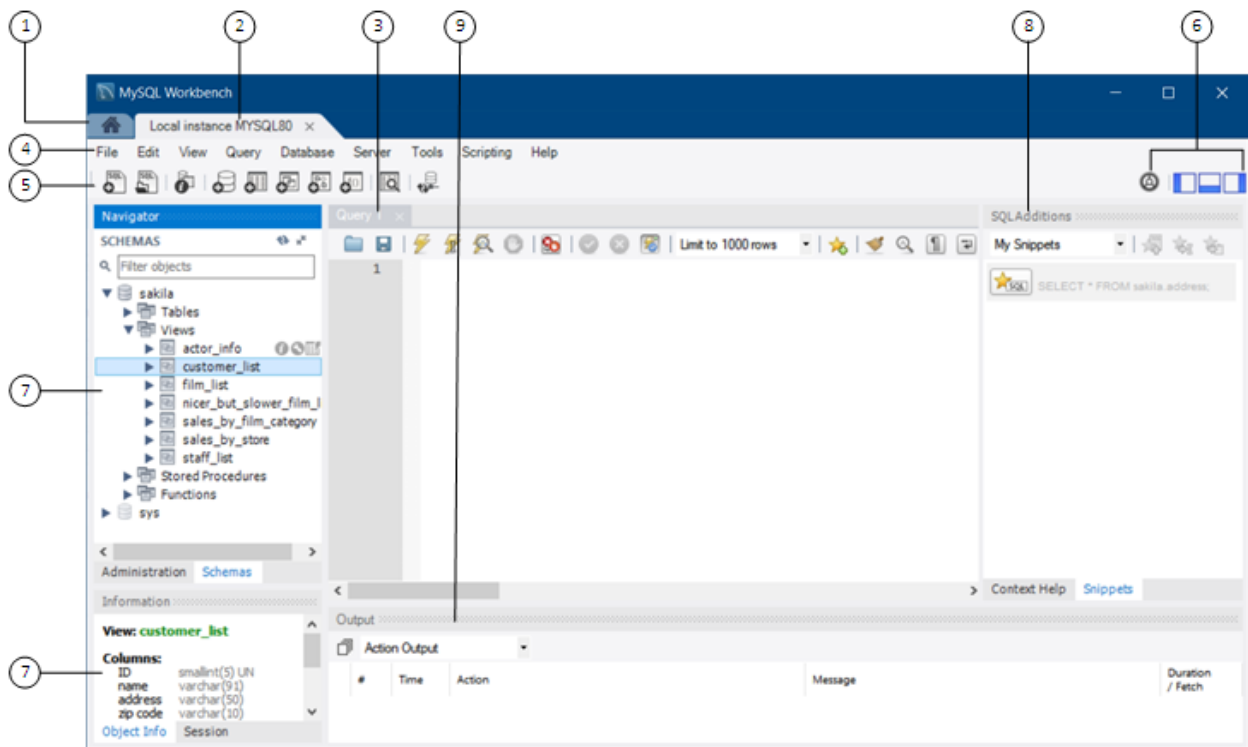 1 2 3 9 8 6
MySQL Workbench
Local instance MYSQL80
4
File Edit View Query Database Server Tools Scripting Help
5
Navigator
Query 1
SQLAdditions
SCHEMAS
Limit to 1000 rows
My Snippets
Filter objects
1
SQL SELECT * FROM sakila.address;
sakila
Tables
Views
actor_info
customer_list
7
film_list
nicer_but_slower_film_l
sales_by_film_category
sales_by_store
staff_list
Stored Procedures
Functions
sys
Administration Schemas
Context Help Snippets
Information
Output
View: customer_list
Action Output
Columns:
7
ID smallint(5) UN
name varchar(91)
address varchar(50)
zip code varchar(10)
# Time Action Message Duration / Fetch
Object Info Session